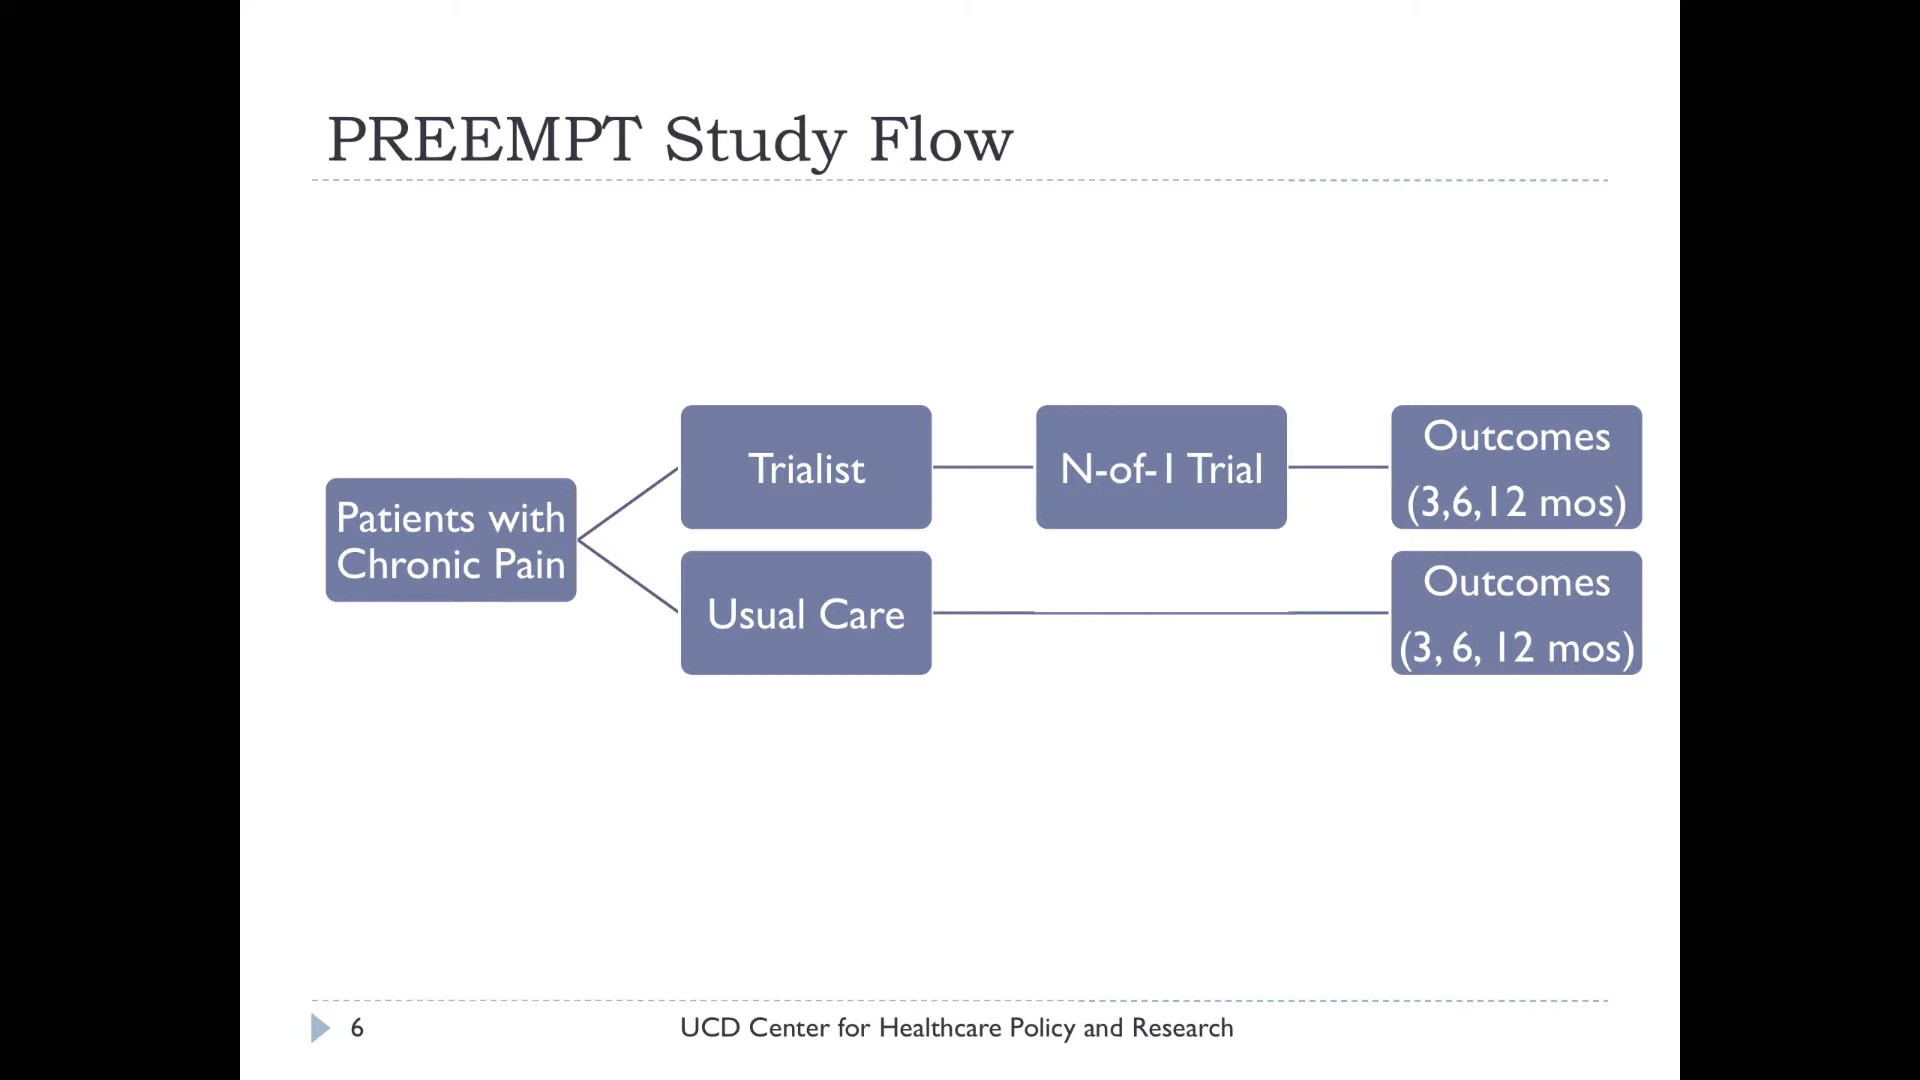 PREEMPT Study Flow
Patients with
Chronic Pain
Trialist
N-of-1 Trial
Outcomes
(3,6,12 mos)
Usual Care
Outcomes
(3, 6, 12 mos)
6
UCD Center for Healthcare Policy and Research